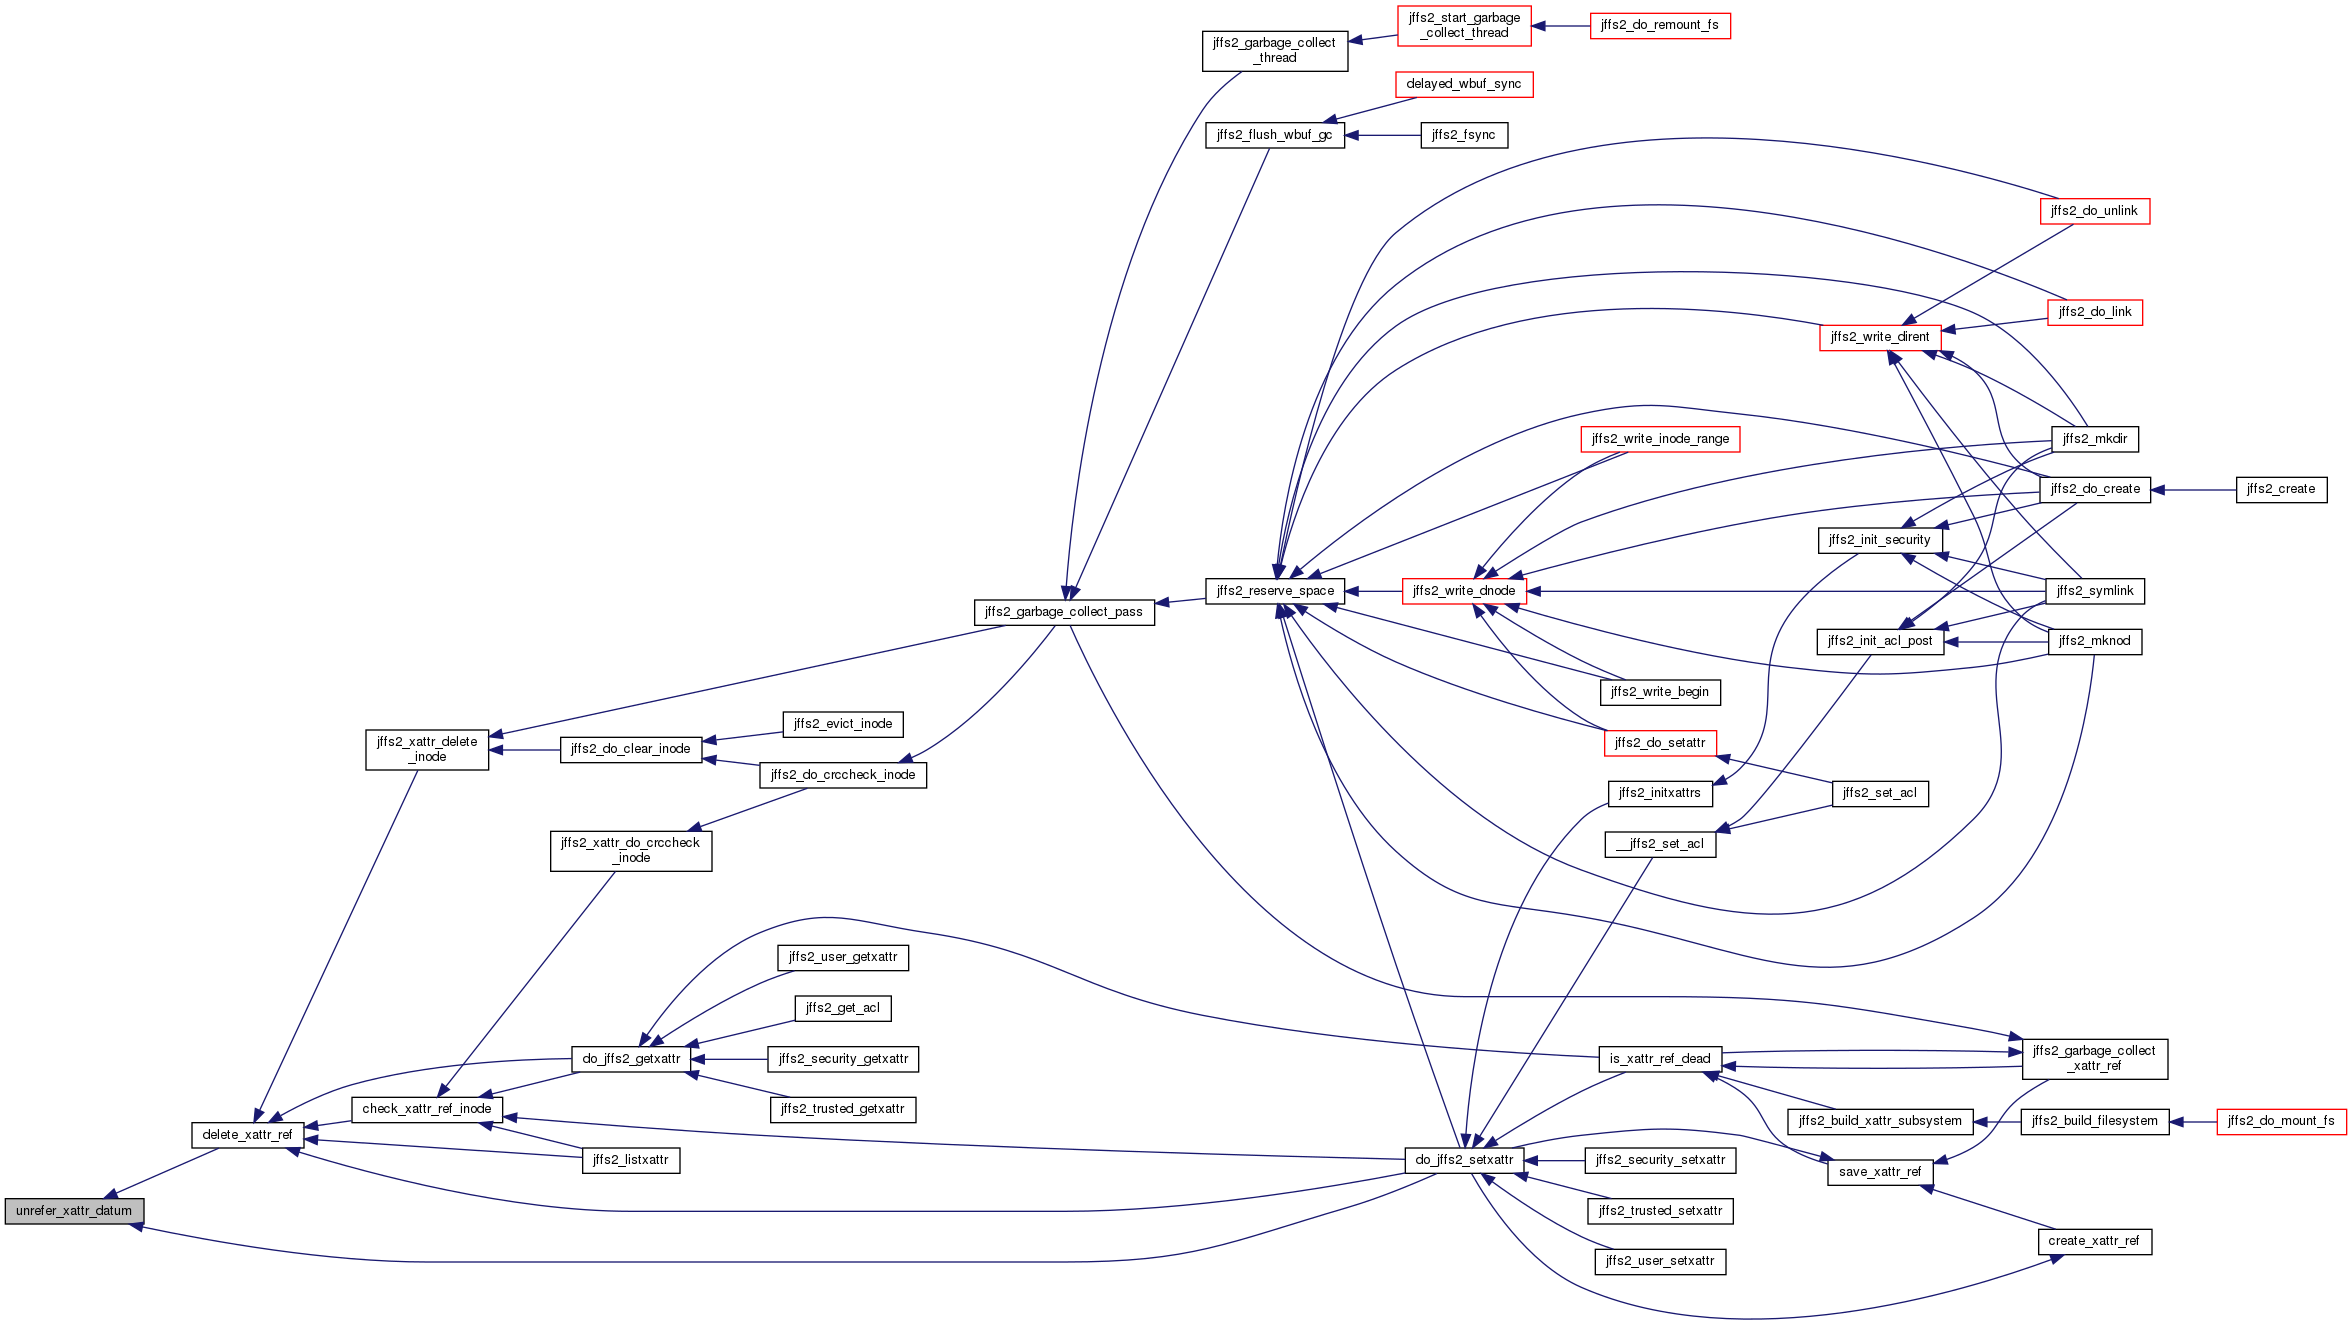 jffs2_start_garbage
_collect_thread
jffs2_do_remount_fs
jffs2_garbage_collect
_thread
delayed_wbuf_sync
jffs2_flush_wbuf_gc
jffs2_fsync
jffs2_do_unlink
jffs2_do_link
jffs2_write_dirent
jffs2_write_inode_range
jffs2_mkdir
jffs2_do_create
jffs2_create
jffs2_init_security
jffs2_reserve_space
jffs2_write_dnode
jffs2_symlink
jffs2_garbage_collect_pass
jffs2_init_acl_post
jffs2_mknod
jffs2_write_begin
jffs2_evict_inode
jffs2_xattr_delete
_inode
jffs2_do_clear_inode
jffs2_do_setattr
jffs2_do_crccheck_inode
jffs2_initxattrs
jffs2_set_acl
jffs2_xattr_do_crccheck
_inode
__jffs2_set_acl
jffs2_user_getxattr
jffs2_get_acl
do_jffs2_getxattr
jffs2_security_getxattr
is_xattr_ref_dead
jffs2_garbage_collect
_xattr_ref
check_xattr_ref_inode
jffs2_trusted_getxattr
jffs2_build_xattr_subsystem
jffs2_build_filesystem
jffs2_do_mount_fs
delete_xattr_ref
jffs2_listxattr
do_jffs2_setxattr
jffs2_security_setxattr
save_xattr_ref
unrefer_xattr_datum
jffs2_trusted_setxattr
create_xattr_ref
jffs2_user_setxattr